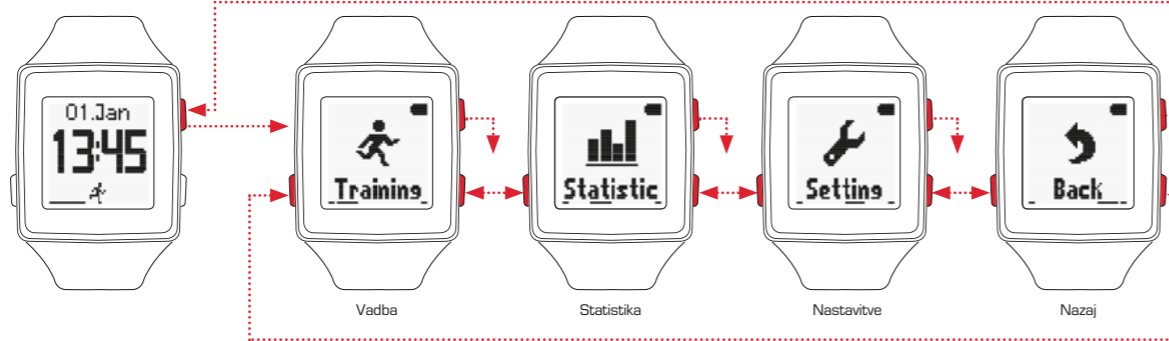 01.Jan
13:45
Training
Statistic
Setting
Back
Vadba
Statistika
Nastavitve
Nazaj